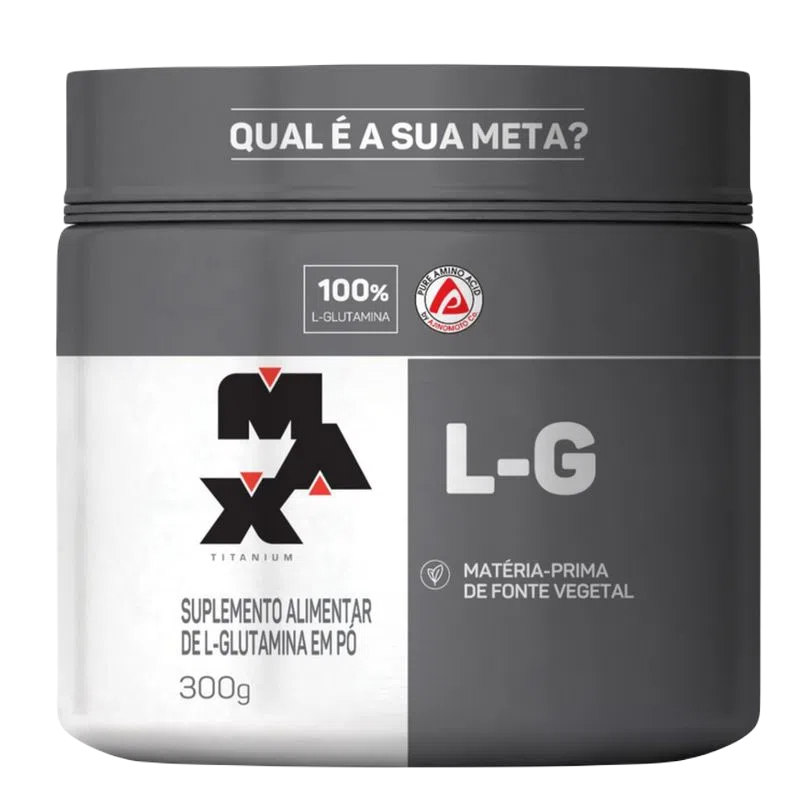 QUAL É A SUA META?
100%
L-GLUTAMINA
PURE AMINO ACID
by AJINOMOTO CO.
MAX
TITANIUM
L-G
MATÉRIA-PRIMA
DE FONTE VEGETAL
SUPLEMENTO ALIMENTAR
DE L-GLUTAMINA EM PÓ
300g